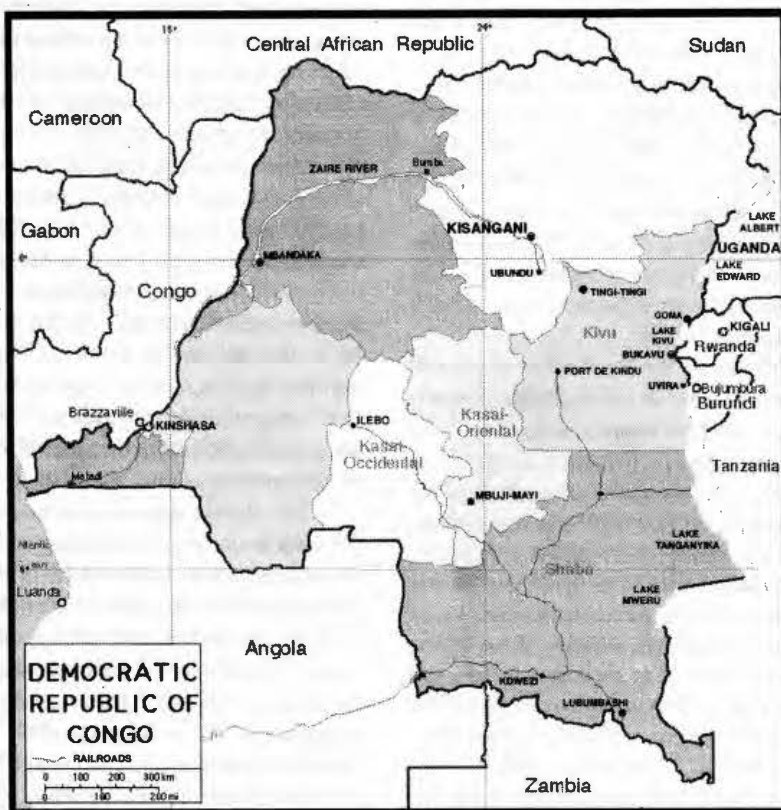 15°
24°
Central African Republic
Sudan
Cameroon
ZAIRE RIVER
Bumba
KISANGANI
LAKE
ALBERT
Gabon
UGANDA
LAKE
EDWARD
MBANDAKA
UBUNDU
TINGI-TINGI
Congo
GOMA
Kivu
LAKE
KIVU
KIGALI
Rwanda
BUKAVU
PORT DE KINDU
UVIRA
Bujumbura
Burundi
Brazzaville
KINSHASA
ILEBO
Kasai-
Oriental
Kasai-
Occidental
Matadi
Tanzania
MBUJI-MAYI
LAKE
TANGANYIKA
Atlantic
Shaba
LAKE
MWERU
Luanda
Angola
KOWEZI
LUBUMBASHI
DEMOCRATIC
REPUBLIC OF
CONGO
RAILROADS
0 100 200 300 km
0 100 200 mi
Zambia